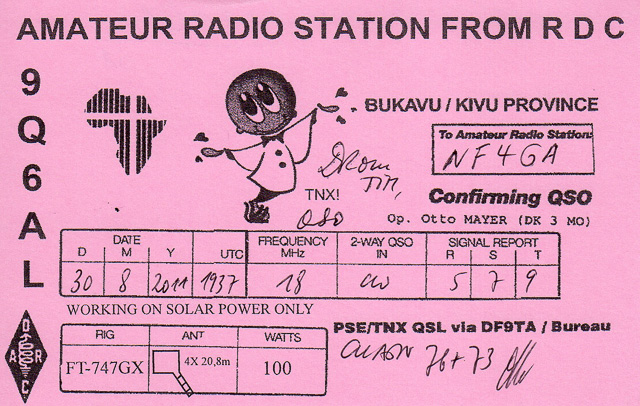 AMATEUR RADIO STATION FROM R D C
9Q6AL
BUKAVU / KIVU PROVINCE
To Amateur Radio Station:
NF4GA
TNX!
QSO
Confirming QSO
Op. Otto MAYER (DK 3 MO)
DATE
D M Y UTC
FREQUENCY
MHz
2-WAY QSO
IN
SIGNAL REPORT
R S T
30 8 2011 1937 18 CW 5 7 9
WORKING ON SOLAR POWER ONLY
RIG ANT WATTS
FT-747GX 4X 20,8m 100
PSE/TNX QSL via DF9TA / Bureau
73
A R C